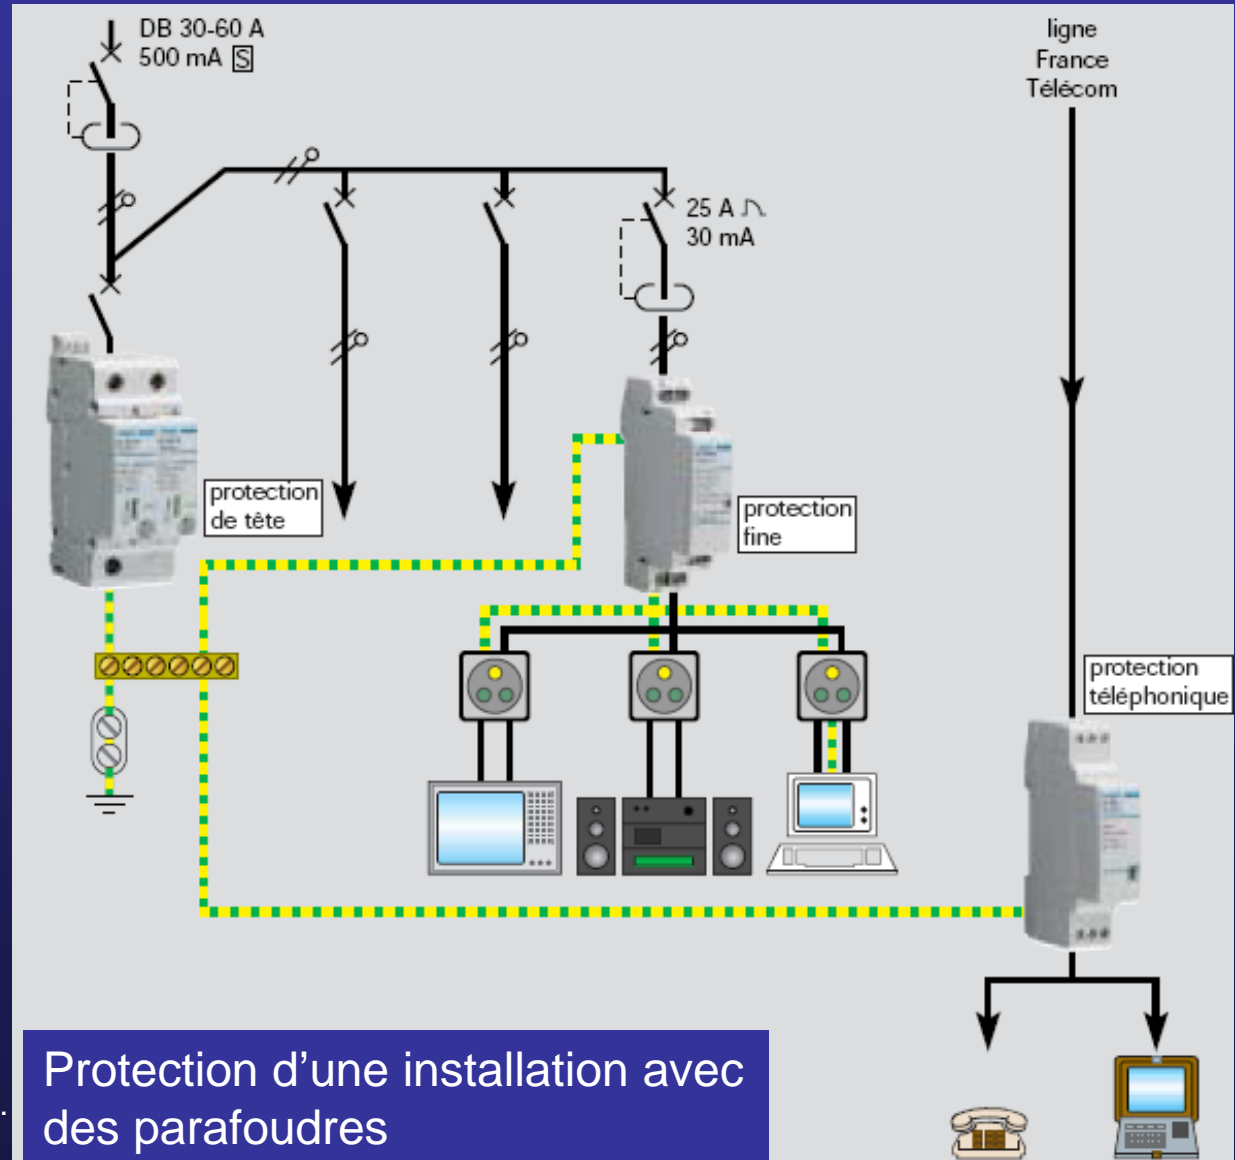 DB 30-60 A
500 mA S
ligne
France
Télécom
25 A
30 mA
protection
de tête
protection
fine
protection
téléphonique
Protection d’une installation avec
des parafoudres